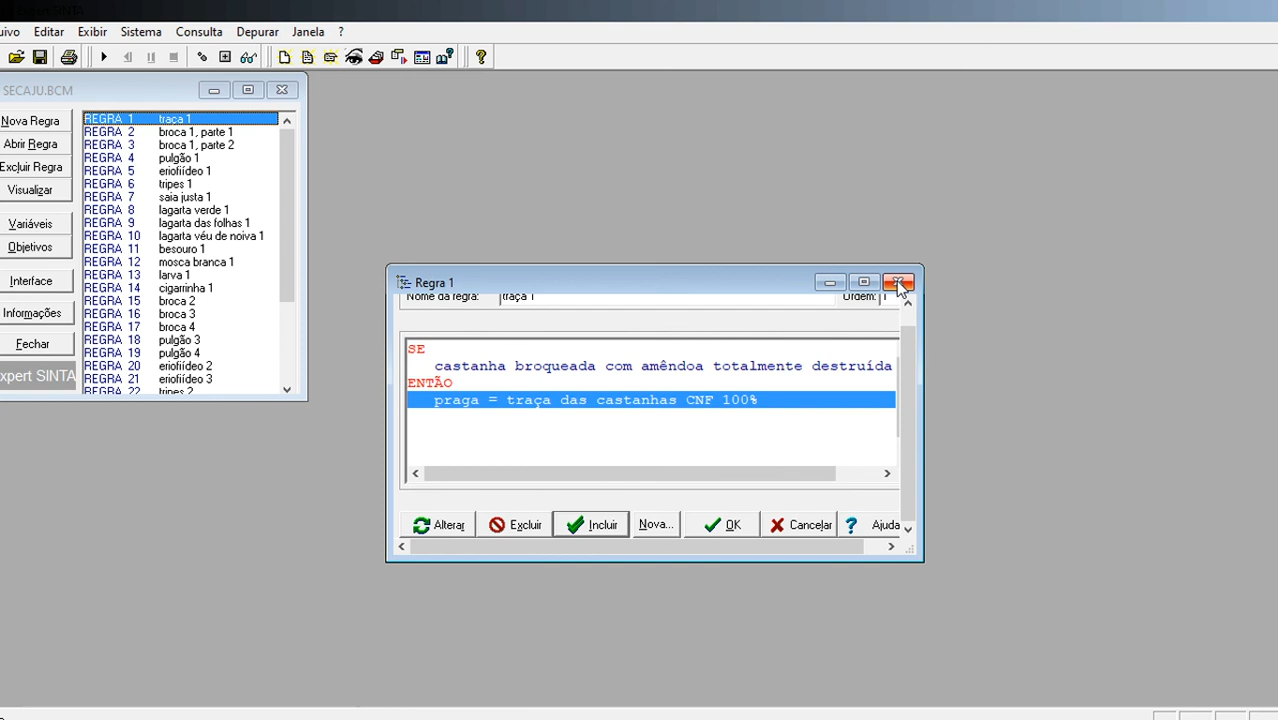 uivo Editar Exibir Sistema Consulta Depurar Janela ?
SECAJU.BCM
Nova Regra
Abrir Regra
Excluir Regra
Visualizar
Variáveis
Objetivos
Interface
Informações
Fechar
xpert SINTA
REGRA 1 traça 1
REGRA 2 broca 1, parte 1
REGRA 3 broca 1, parte 2
REGRA 4 pulgão 1
REGRA 5 eriofiídeo 1
REGRA 6 tripes 1
REGRA 7 saia justa 1
REGRA 8 lagarta verde 1
REGRA 9 lagarta das folhas 1
REGRA 10 lagarta véu de noiva 1
REGRA 11 besouro 1
REGRA 12 mosca branca 1
REGRA 13 larva 1
REGRA 14 cigarrinha 1
REGRA 15 broca 2
REGRA 16 broca 3
REGRA 17 broca 4
REGRA 18 pulgão 3
REGRA 19 pulgão 4
REGRA 20 eriofiídeo 2
REGRA 21 eriofiídeo 3
REGRA 22 tripes 2
Regra 1
Nome da regra: traça 1 Ordem: 1
SE
castanha broqueada com amêndoa totalmente destruída
ENTÃO
praga = traça das castanhas CNF 100%
Alterar Excluir Incluir Nova... OK Cancelar ? Ajuda